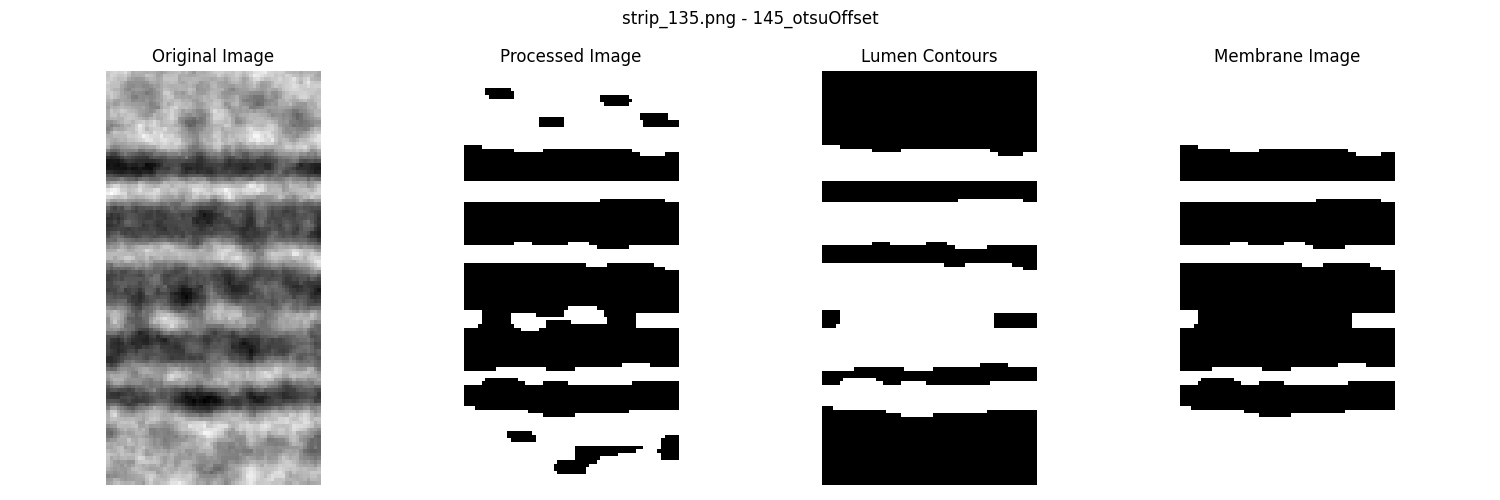 strip_135.png - 145_otsuOffset
Original Image
Processed Image
Lumen Contours
Membrane Image